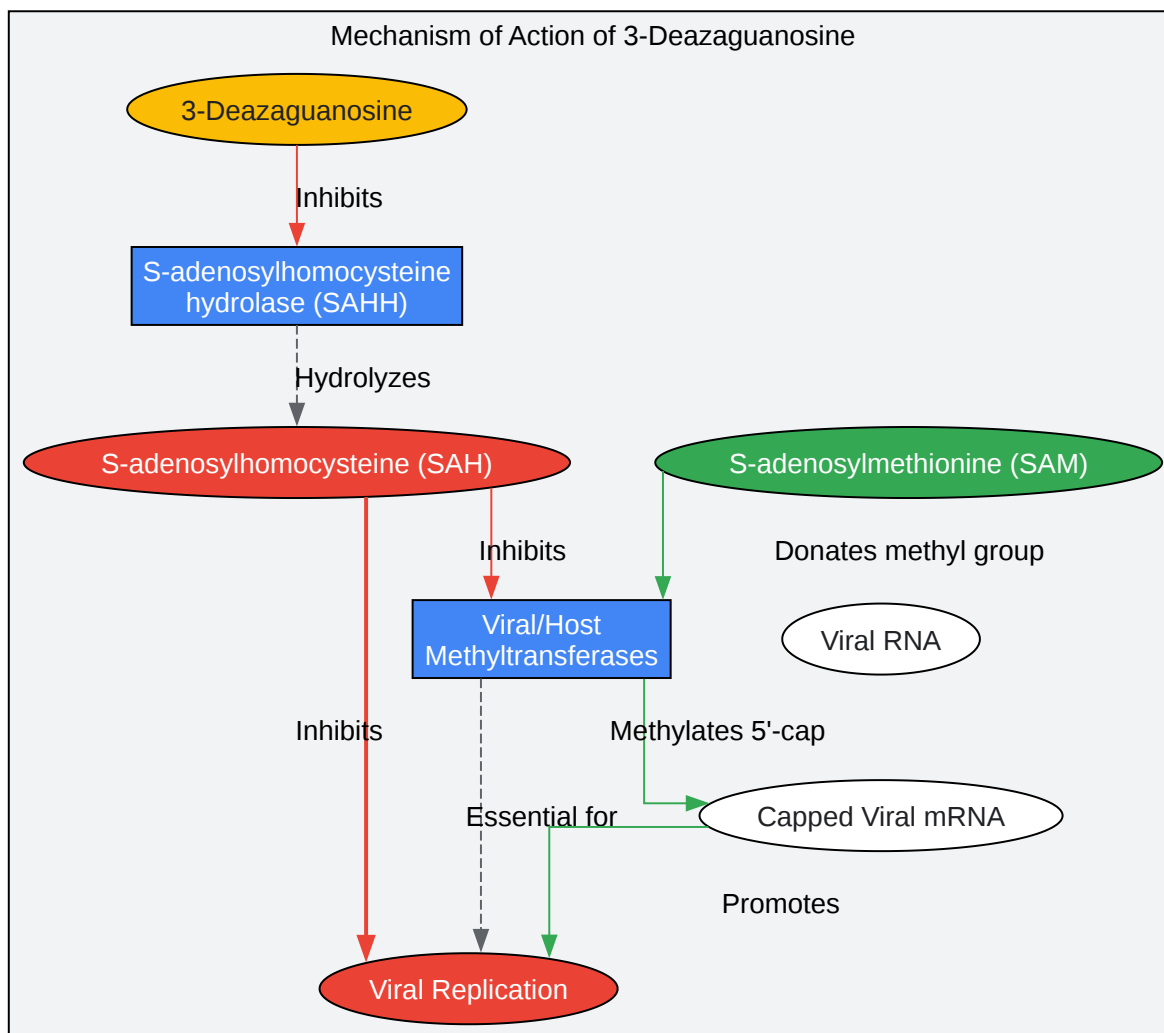 Mechanism of Action of 3-Deazaguanosine
3-Deazaguanosine
Inhibits
S-adenosylhomocysteine
hydrolase (SAHH)
Hydrolyzes
S-adenosylhomocysteine (SAH)
S-adenosylmethionine (SAM)
Inhibits
Donates methyl group
Viral/Host
Methyltransferases
Viral RNA
Inhibits
Methylates 5'-cap
Essential for
Capped Viral mRNA
Promotes
Viral Replication